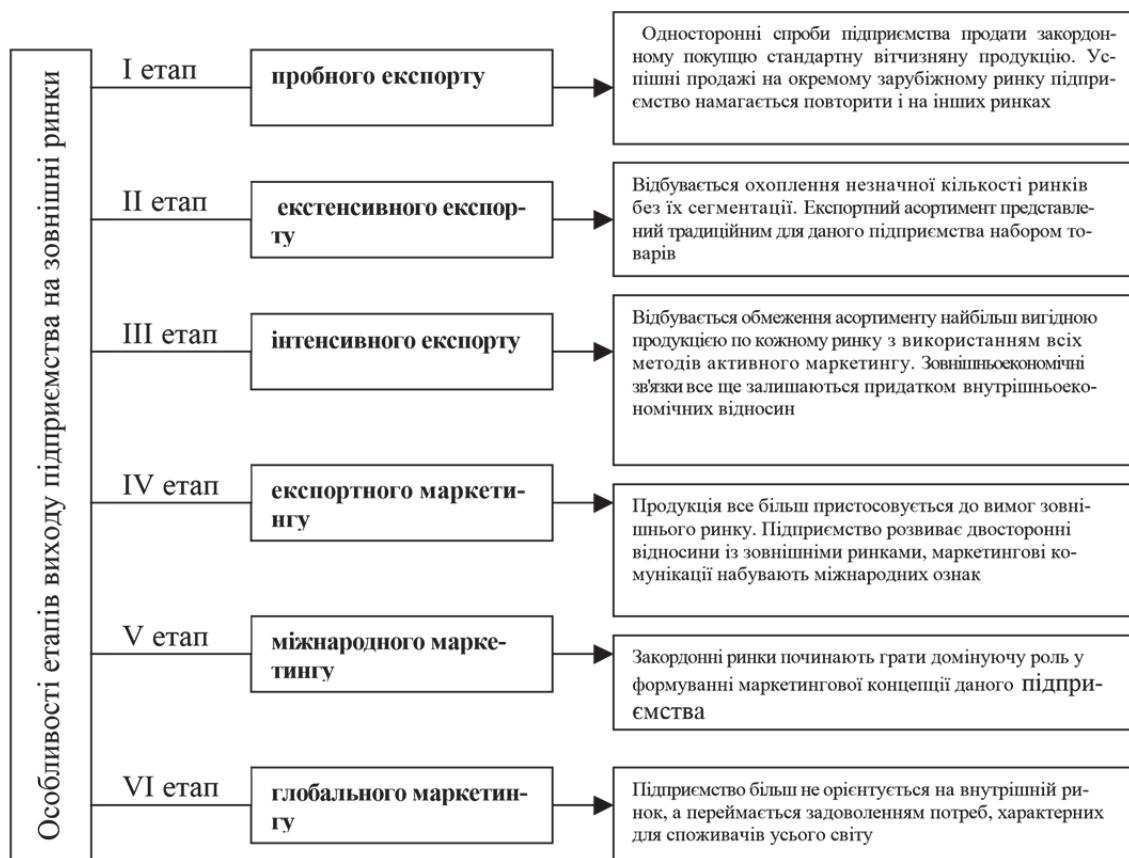 Особливості етапів виходу підприємства на зовнішні ринки
I етап
пробного експорту
Односторонні спроби підприємства продати закордон-
ному покупцю стандартну вітчизняну продукцію. Ус-
пішні продажі на окремому зарубіжному ринку підпри-
ємство намагається повторити і на інших ринках
II етап
екстенсивного експор-
ту
Відбувається охоплення незначної кількості ринків
без їх сегментації. Експортний асортимент представле-
ний традиційним для даного підприємства набором то-
варів
III етап
інтенсивного експорту
Відбувається обмеження асортименту найбільш вигідною
продукцією по кожному ринку з використанням всіх
методів активного маркетингу. Зовнішньоекономічні
зв'язки все ще залишаються придатком внутрішньоеко-
номічних відносин
IV етап
експортного маркети-
нгу
Продукція все більш пристосовується до вимог зовні-
шнього ринку. Підприємство розвиває двосторонні
відносини із зовнішніми ринками, маркетингові ко-
мунікації набувають міжнародних ознак
V етап
міжнародного марке-
тингу
Закордонні ринки починають грати домінуючу роль у
формуванні маркетингової концепції даного підпри-
ємства
VI етап
глобального маркетин-
гу
Підприємство більш не орієнтується на внутрішній ри-
нок, а переймається задоволенням потреб, характерних
для споживачів усього світу